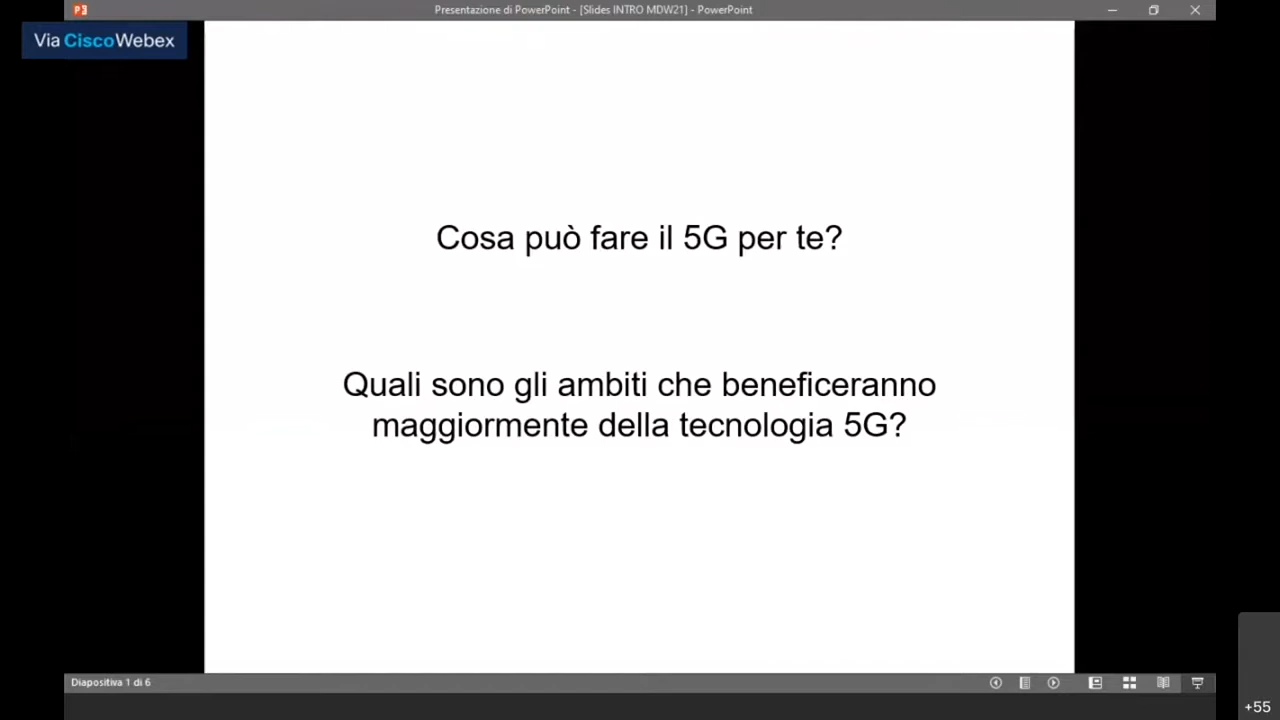 Presentazione di PowerPoint - [Slides INTRO MDW21] - PowerPoint
Via CiscoWebex
Cosa può fare il 5G per te?
Quali sono gli ambiti che beneficeranno
maggiormente della tecnologia 5G?
Diapositiva 1 di 6
+55